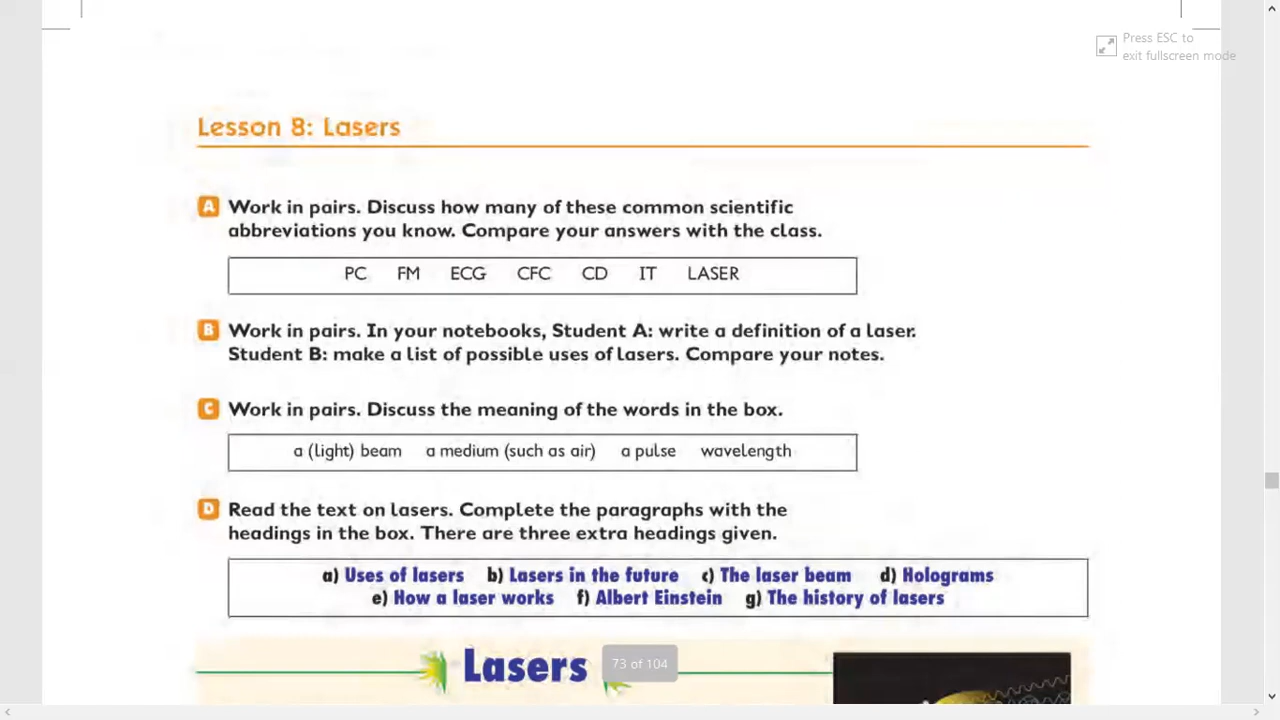 Press ESC to
exit fullscreen mode
Lesson 8: Lasers
A Work in pairs. Discuss how many of these common scientific
abbreviations you know. Compare your answers with the class.
PC FM ECG CFC CD IT LASER
B Work in pairs. In your notebooks, Student A: write a definition of a laser.
Student B: make a list of possible uses of lasers. Compare your notes.
C Work in pairs. Discuss the meaning of the words in the box.
a (light) beam a medium (such as air) a pulse wavelength
D Read the text on lasers. Complete the paragraphs with the
headings in the box. There are three extra headings given.
a) Uses of lasers b) Lasers in the future c) The laser beam d) Holograms
e) How a laser works f) Albert Einstein g) The history of lasers
Lasers
73 of 104